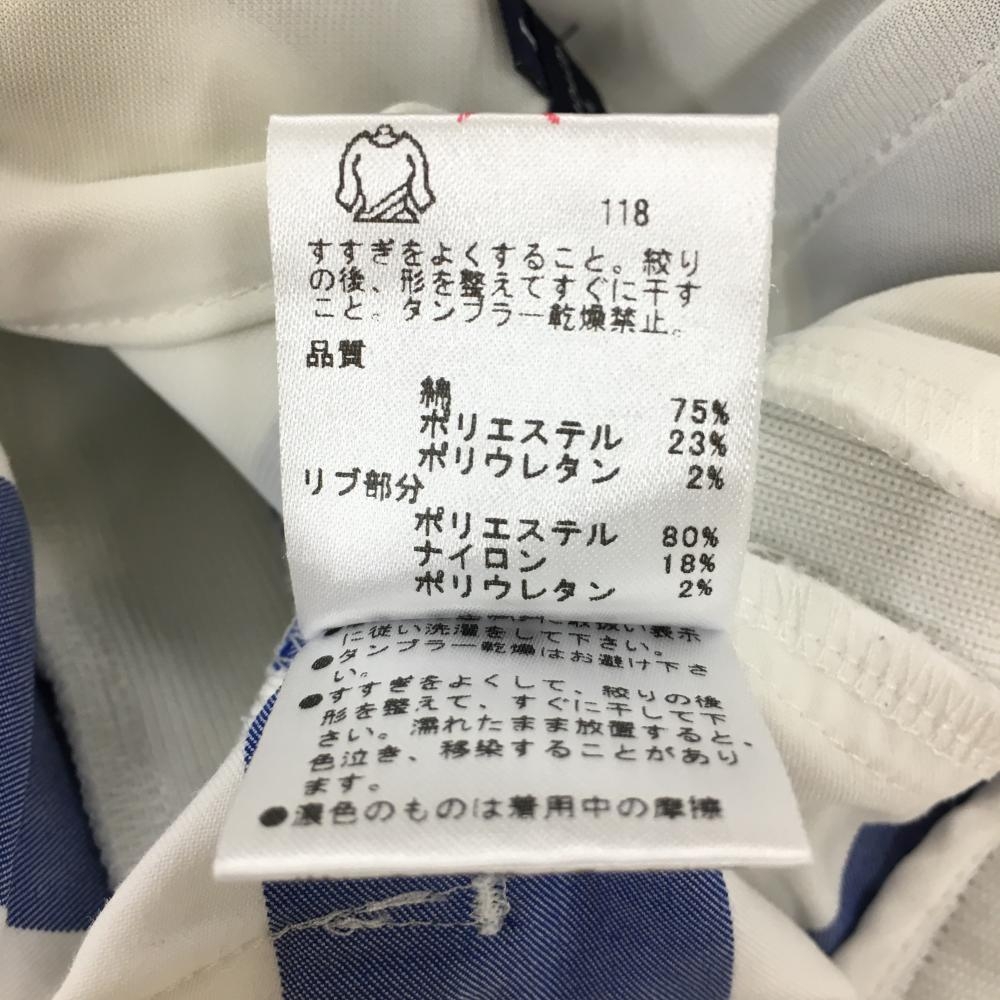 118
すすぎをよくすること。絞り
の後、形を整えてすぐに干す
こと。タンブラー乾燥禁止。
品質
綿 75%
ポリエステル 23%
ポリウレタン 2%
リブ部分
ポリエステル 80%
ナイロン 18%
ポリウレタン 2%
取扱い表示
に従い洗濯をして下さい。
●タンブラー乾燥はお避け下さ
い。
●すすぎをよくして、絞りの後
形を整えて、すぐに干して下
さい。濡れたまま放置すると、
色泣き、移染することがあり
ます。
●濃色のものは着用中の摩擦